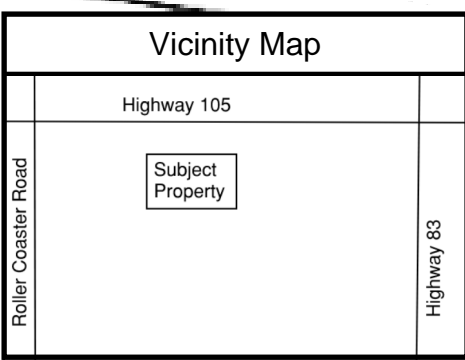 Vicinity Map
Highway 105
Subject
Property
Roller Coaster Road
Highway 83